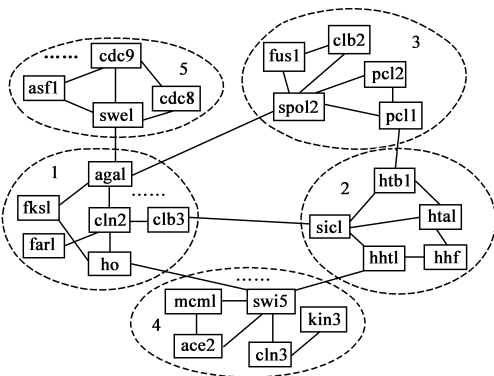 ...... cdc9 5
asf1
cdc8
swel
fus1 clb2 3
pcl2
spol2
pcl1
1 agal
......
fksl
cln2 clb3
farl
ho
2 htb1
htal
sicl
hhtl hhf
......
mcml swi5
kin3
4
ace2
cln3